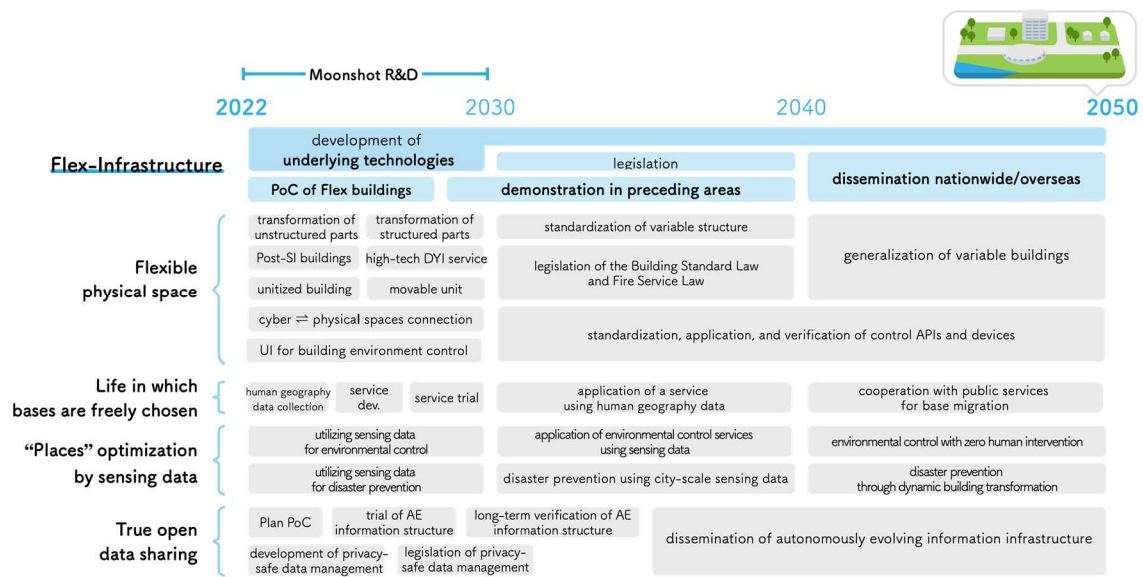 Moonshot R&D
2022
2030
2040
2050
Flex-Infrastructure
development of
underlying technologies
legislation
dissemination nationwide/overseas
PoC of Flex buildings
demonstration in preceding areas
Flexible
physical space
transformation of
unstructured parts
transformation of
structured parts
standardization of variable structure
generalization of variable buildings
Post-SI buildings
high-tech DYI service
legislation of the Building Standard Law
and Fire Service Law
unitized building
movable unit
cyber ⇌ physical spaces connection
standardization, application, and verification of control APIs and devices
UI for building environment control
Life in which
bases are freely chosen
human geography
data collection
service
dev.
service trial
application of a service
using human geography data
cooperation with public services
for base migration
“Places” optimization
by sensing data
utilizing sensing data
for environmental control
application of environmental control services
using sensing data
environmental control with zero human intervention
utilizing sensing data
for disaster prevention
disaster prevention using city-scale sensing data
disaster prevention
through dynamic building transformation
True open
data sharing
Plan PoC
trial of AE
information structure
long-term verification of AE
information structure
dissemination of autonomously evolving information infrastructure
development of privacy-
safe data management
legislation of privacy-
safe data management